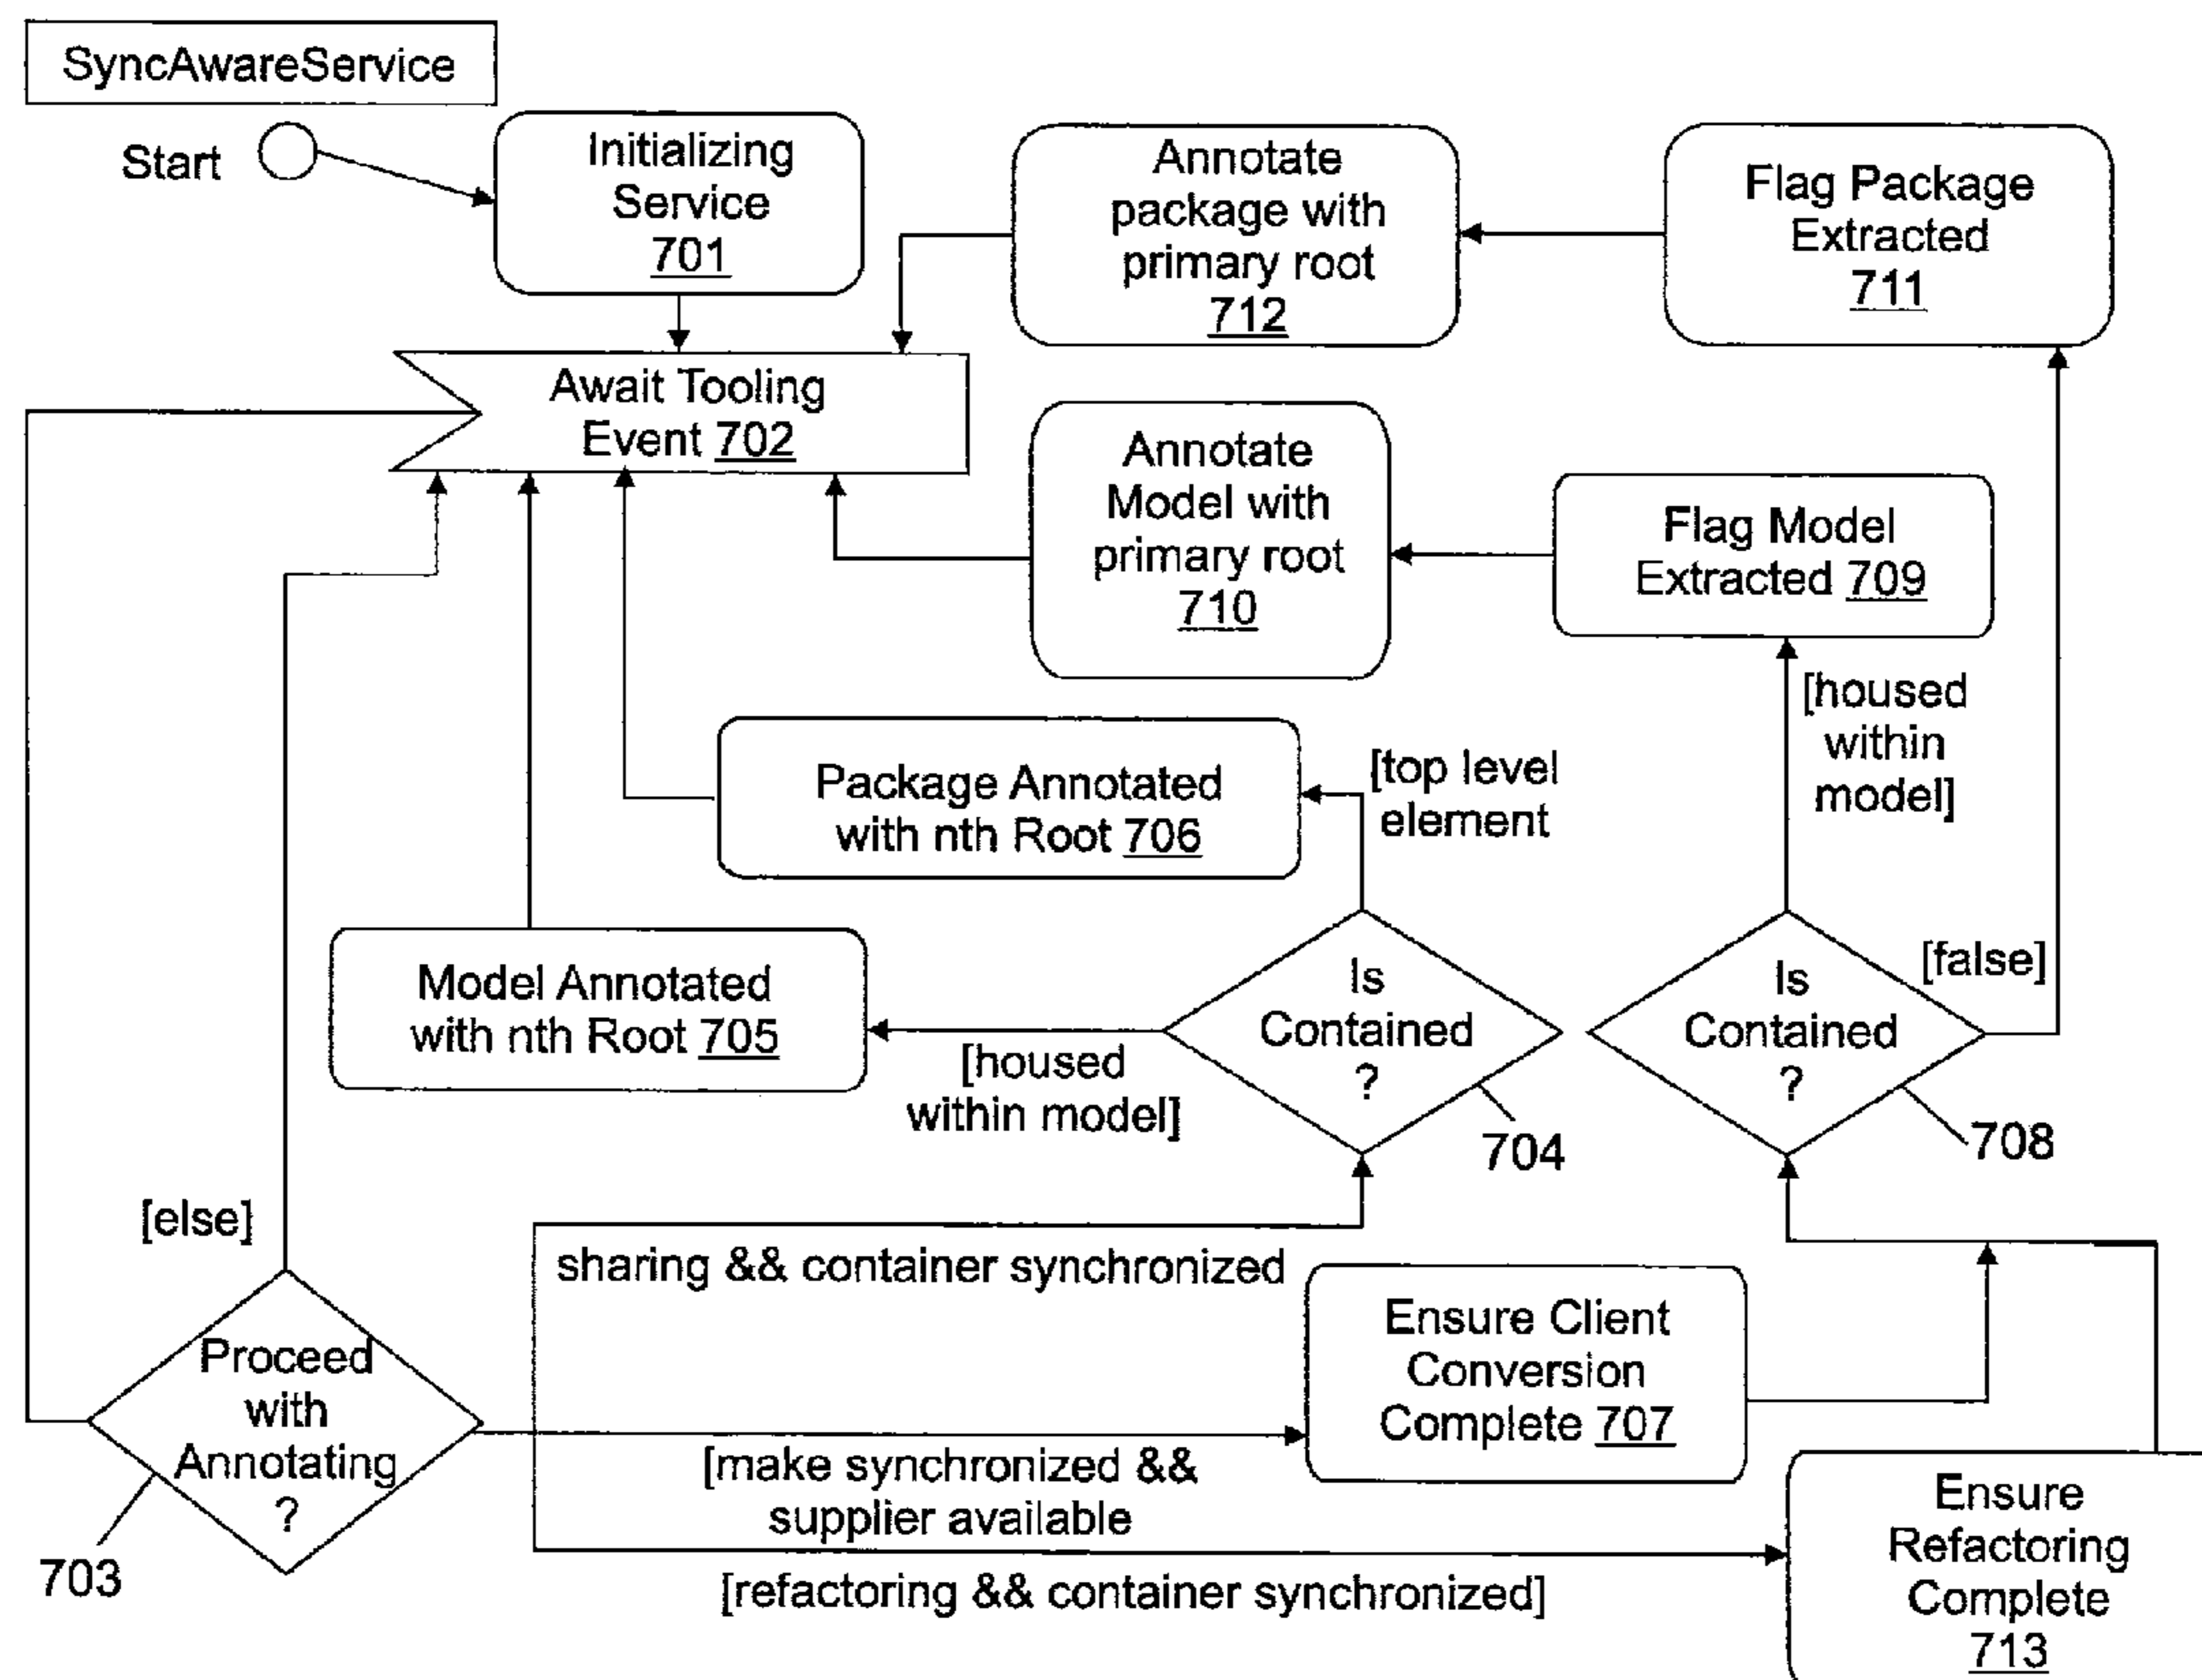 SyncAwareService
Start
Initializing
Service
701
Annotate
package with
primary root
712
Flag Package
Extracted
711
Await Tooling
Event 702
Annotate
Model with
primary root
710
Flag Model
Extracted 709
[housed
within
model]
Package Annotated
with nth Root 706
[top level
element
Model Annotated
with nth Root 705
[housed
within model]
Is
Contained
?
704
Is
Contained
?
[false]
708
[else]
sharing && container synchronized
Proceed
with
Annotating
?
703
Ensure Client
Conversion
Complete 707
[make synchronized &&
supplier available
[refactoring && container synchronized]
Ensure
Refactoring
Complete
713